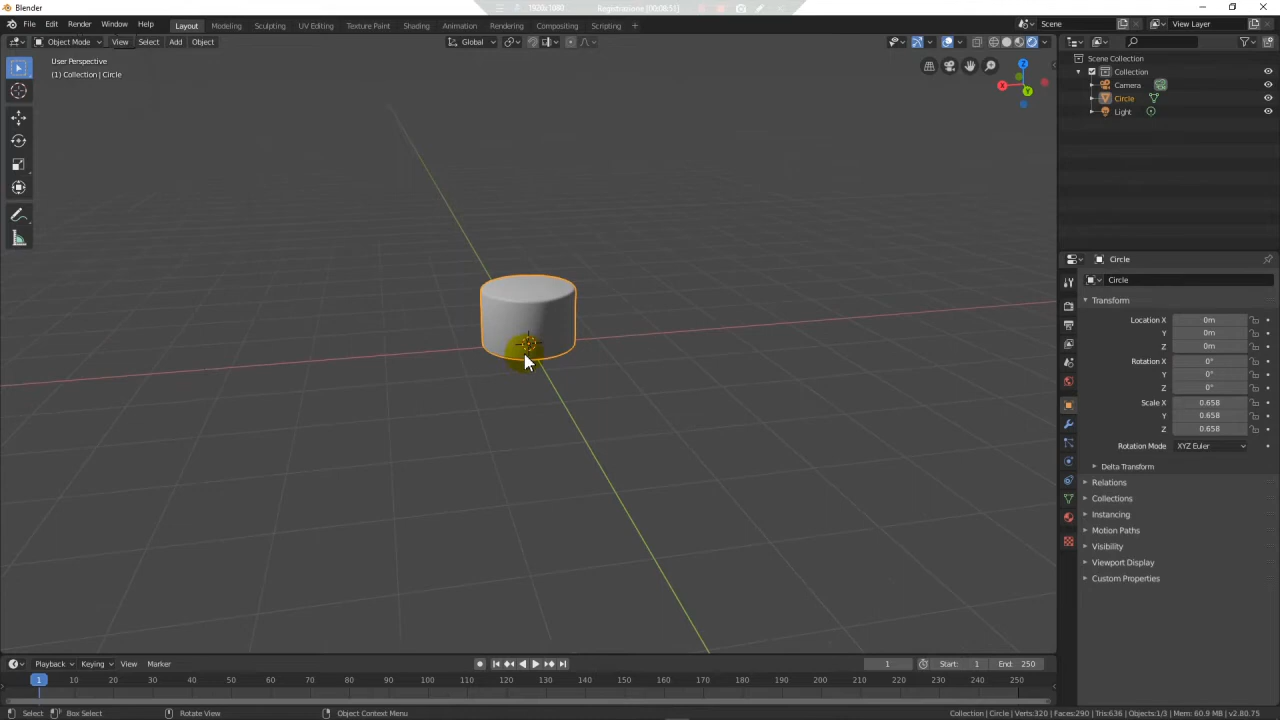 Blender
1920x1080 Registrazione [00:08:51]
File Edit Render Window Help Layout Modeling Sculpting UV Editing Texture Paint Shading Animation Rendering Compositing Scripting + Scene View Layer
Object Mode View Select Add Object Global
User Perspective
(1) Collection | Circle
Z
X
Y
Scene Collection
Collection
Camera
Circle
Light
Circle
Circle
Transform
Location X 0m
Y 0m
Z 0m
Rotation X 0°
Y 0°
Z 0°
Scale X 0.658
Y 0.658
Z 0.658
Rotation Mode XYZ Euler
Delta Transform
Relations
Collections
Instancing
Motion Paths
Visibility
Viewport Display
Custom Properties
Playback Keying View Marker 1 Start: 1 End: 250
1 10 20 30 40 50 60 70 80 90 100 110 120 130 140 150 160 170 180 190 200 210 220 230 240 250
Select Box Select Rotate View Object Context Menu Collection | Circle | Verts:320 | Faces:290 | Tris:636 | Objects:1/3 | Mem: 60.9 MB | v2.80.75